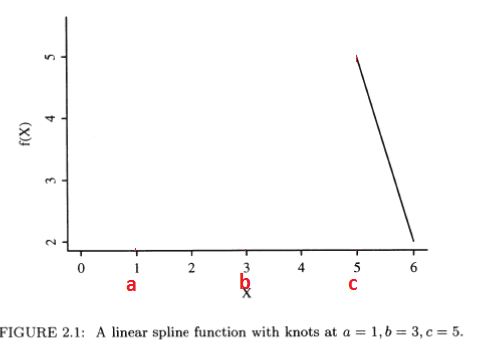 5
4
f(X)
3
2
0 1 2 3 4 5 6
a b c
X
FIGURE 2.1: A linear spline function with knots at a = 1, b = 3, c = 5.